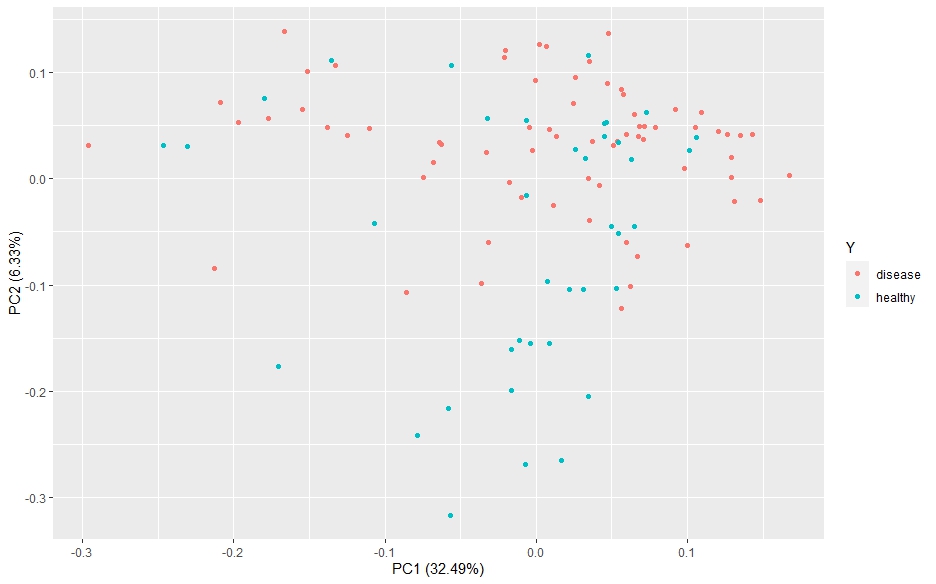 0.1
0.0
-0.1
-0.2
-0.3
PC2 (6.33%)
-0.3 -0.2 -0.1 0.0 0.1
PC1 (32.49%)
Y
disease
healthy